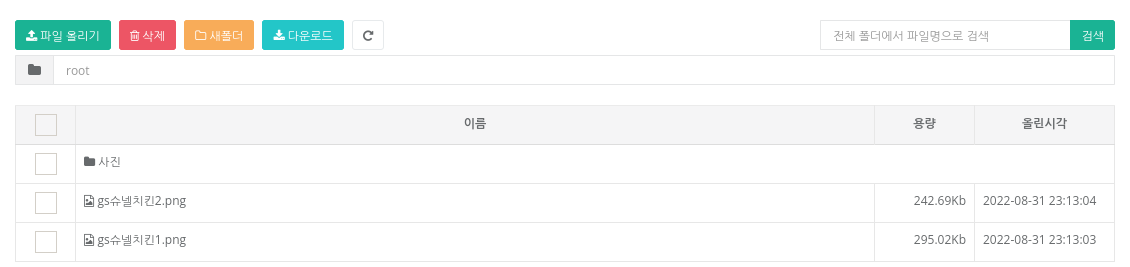 파일 올리기 삭제 새폴더 다운로드 전체 폴더에서 파일명으로 검색 검색
root
이름 용량 올린시각
사진
gs슈넬치킨2.png 242.69Kb 2022-08-31 23:13:04
gs슈넬치킨1.png 295.02Kb 2022-08-31 23:13:03